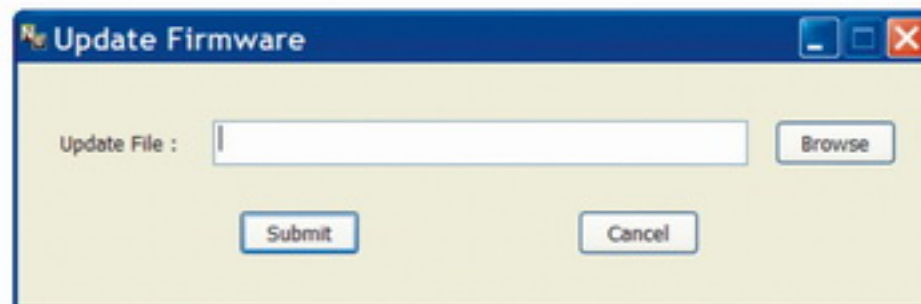 Update Firmware
Update File :
Browse
Submit
Cancel